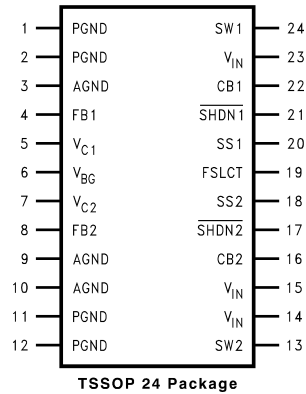 1 PGND SW1 24
2 PGND V_IN 23
3 AGND CB1 22
4 FB1 SHDN1 21
5 V_C1 SS1 20
6 V_BG FSLCT 19
7 V_C2 SS2 18
8 FB2 SHDN2 17
9 AGND CB2 16
10 AGND V_IN 15
11 PGND V_IN 14
12 PGND SW2 13
TSSOP 24 Package